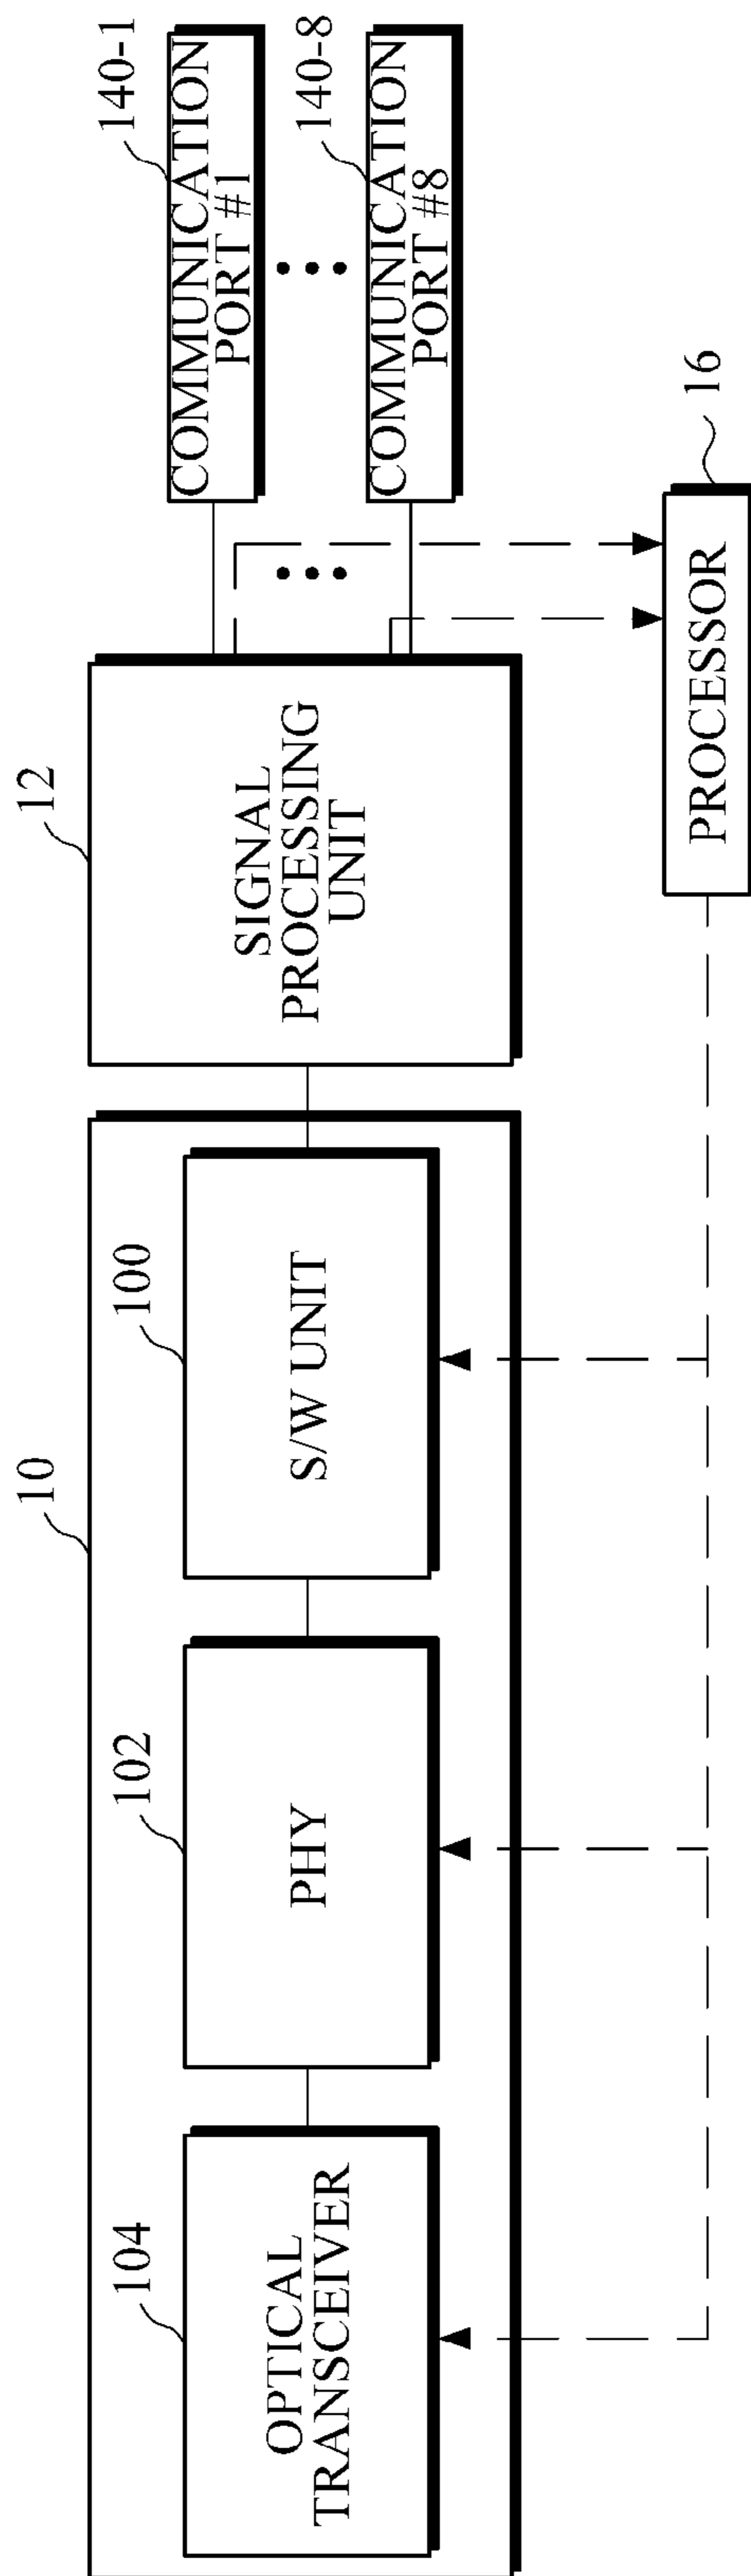 10
12
104
102
100
140-1
OPTICAL
TRANSCEIVER
PHY
S/W UNIT
SIGNAL
PROCESSING
UNIT
COMMUNICATION
PORT #1
140-8
COMMUNICATION
PORT #8
16
PROCESSOR